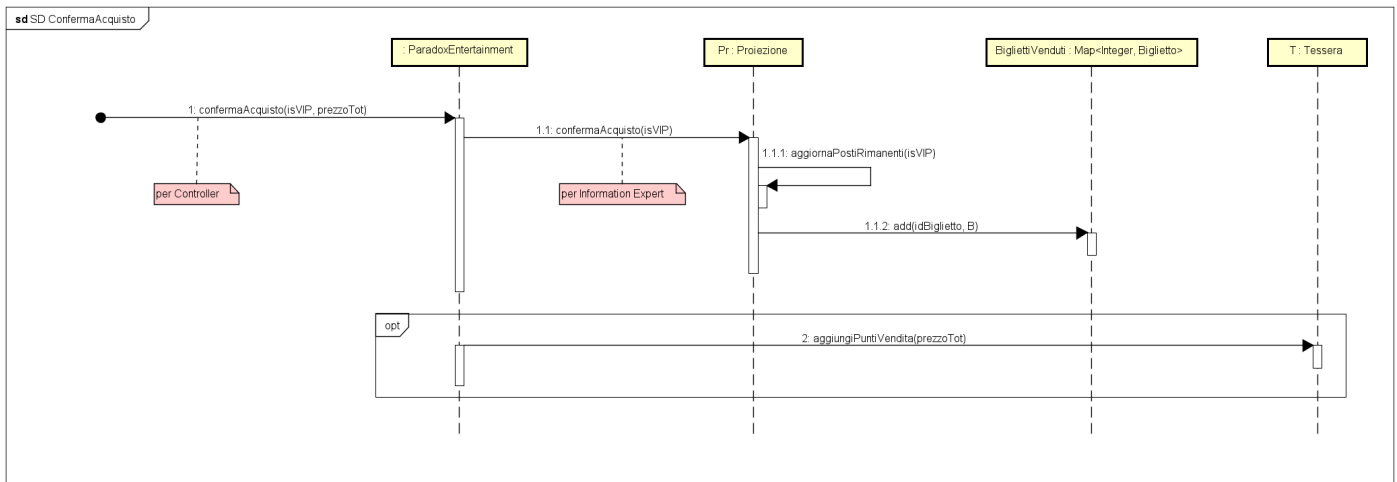 sd SD ConfermaAcquisto
: ParadoxEntertainment
Pr : Proiezione
BigliettiVenduti : Map<Integer, Biglietto>
T : Tessera
1: confermaAcquisto(isVIP, prezzoTot)
1.1: confermaAcquisto(isVIP)
1.1.1: aggiornaPostiRimanenti(isVIP)
per Controller
per Information Expert
1.1.2: add(idBiglietto, B)
opt
2: aggiungiPuntiVendita(prezzoTot)